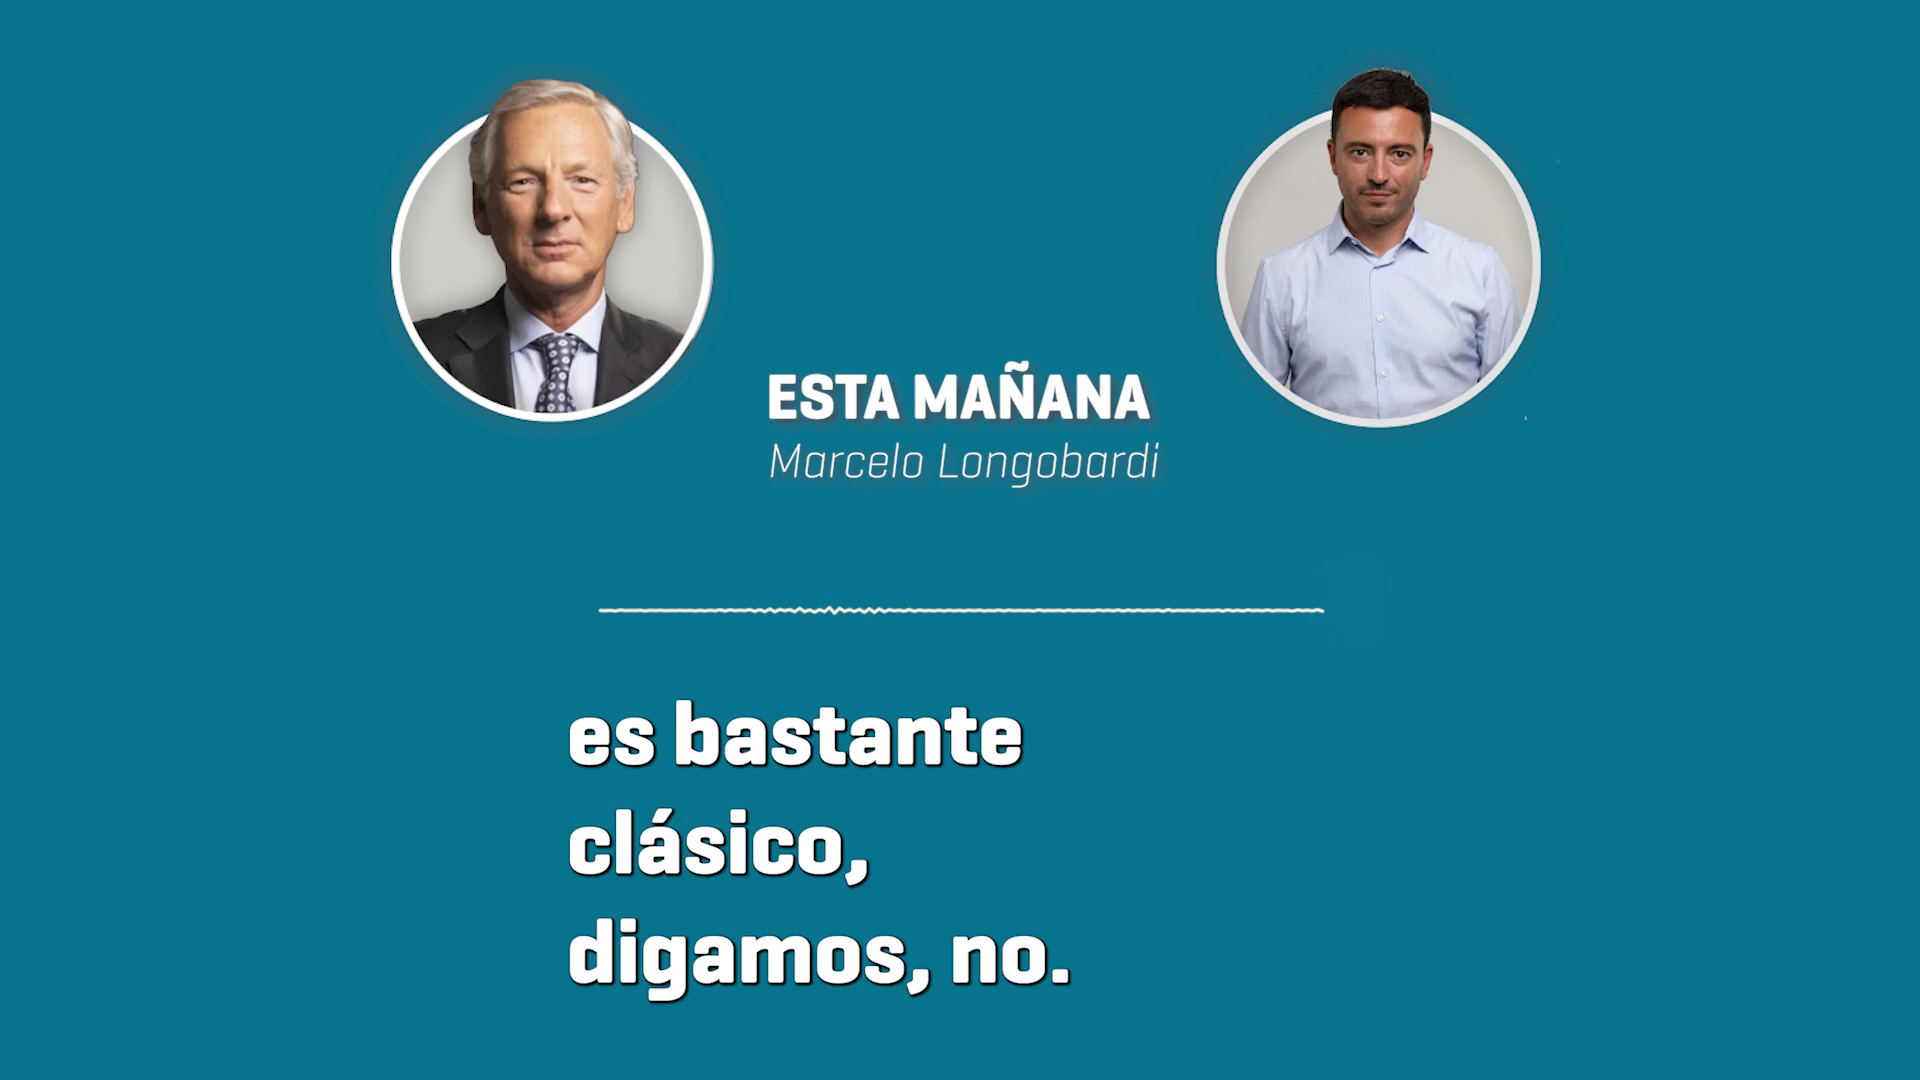 ESTA MAÑANA
Marcelo Longobardi
es bastante
clásico,
digamos, no.